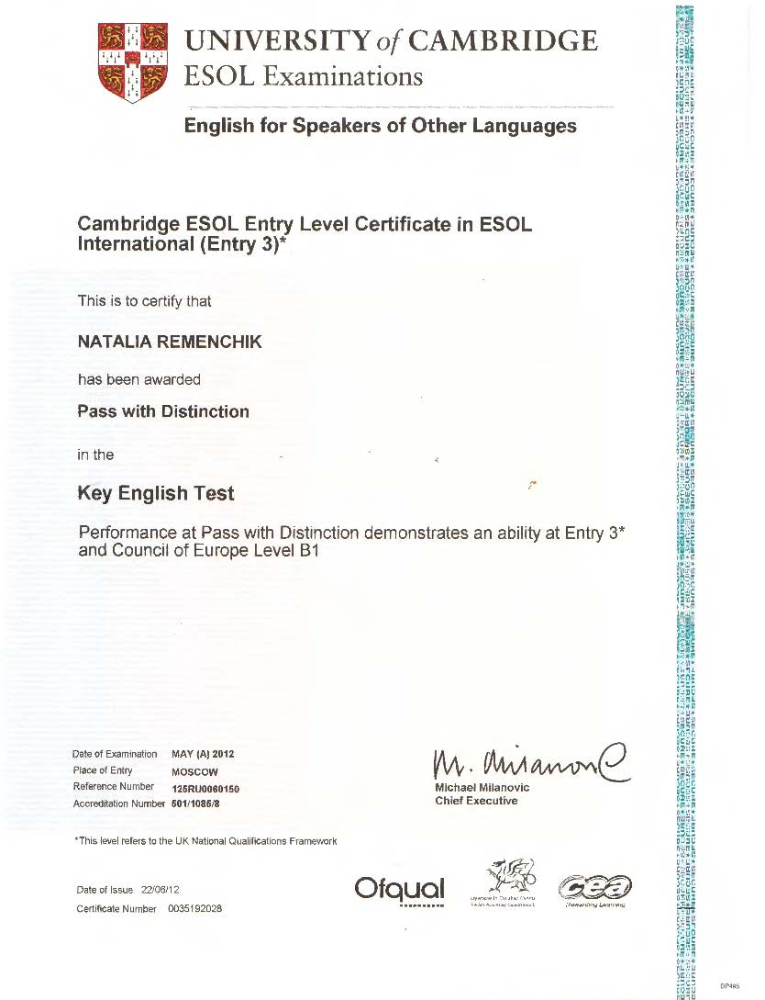 UNIVERSITY of CAMBRIDGE
ESOL Examinations
English for Speakers of Other Languages
Cambridge ESOL Entry Level Certificate in ESOL
International (Entry 3)*
This is to certify that
NATALIA REMENCHIK
has been awarded
Pass with Distinction
in the
Key English Test
Performance at Pass with Distinction demonstrates an ability at Entry 3*
and Council of Europe Level B1
Date of Examination MAY (A) 2012
Place of Entry MOSCOW
Reference Number 125RU0060150
Accreditation Number 501/1085/8
M. Milanovic
Michael Milanovic
Chief Executive
*This level refers to the UK National Qualifications Framework
Date of Issue 22/06/12
Certificate Number 0035192028
Ofqual
cea
Rewarding Learning
DP495